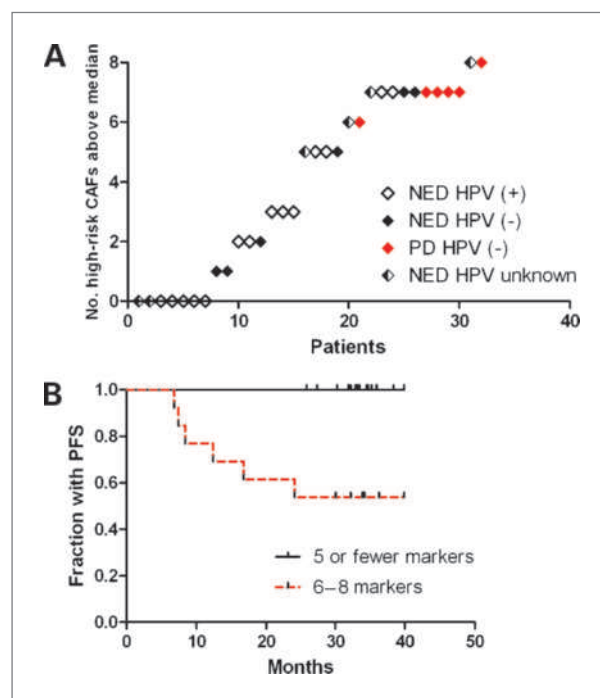 A
No. high-risk CAFs above median
8
6
4
2
0
0
10
20
30
40
Patients
NED HPV (+)
NED HPV (-)
PD HPV (-)
NED HPV unknown
B
Fraction with PFS
1.0
0.8
0.6
0.4
0.2
0.0
0
10
20
30
40
50
Months
5 or fewer markers
6–8 markers